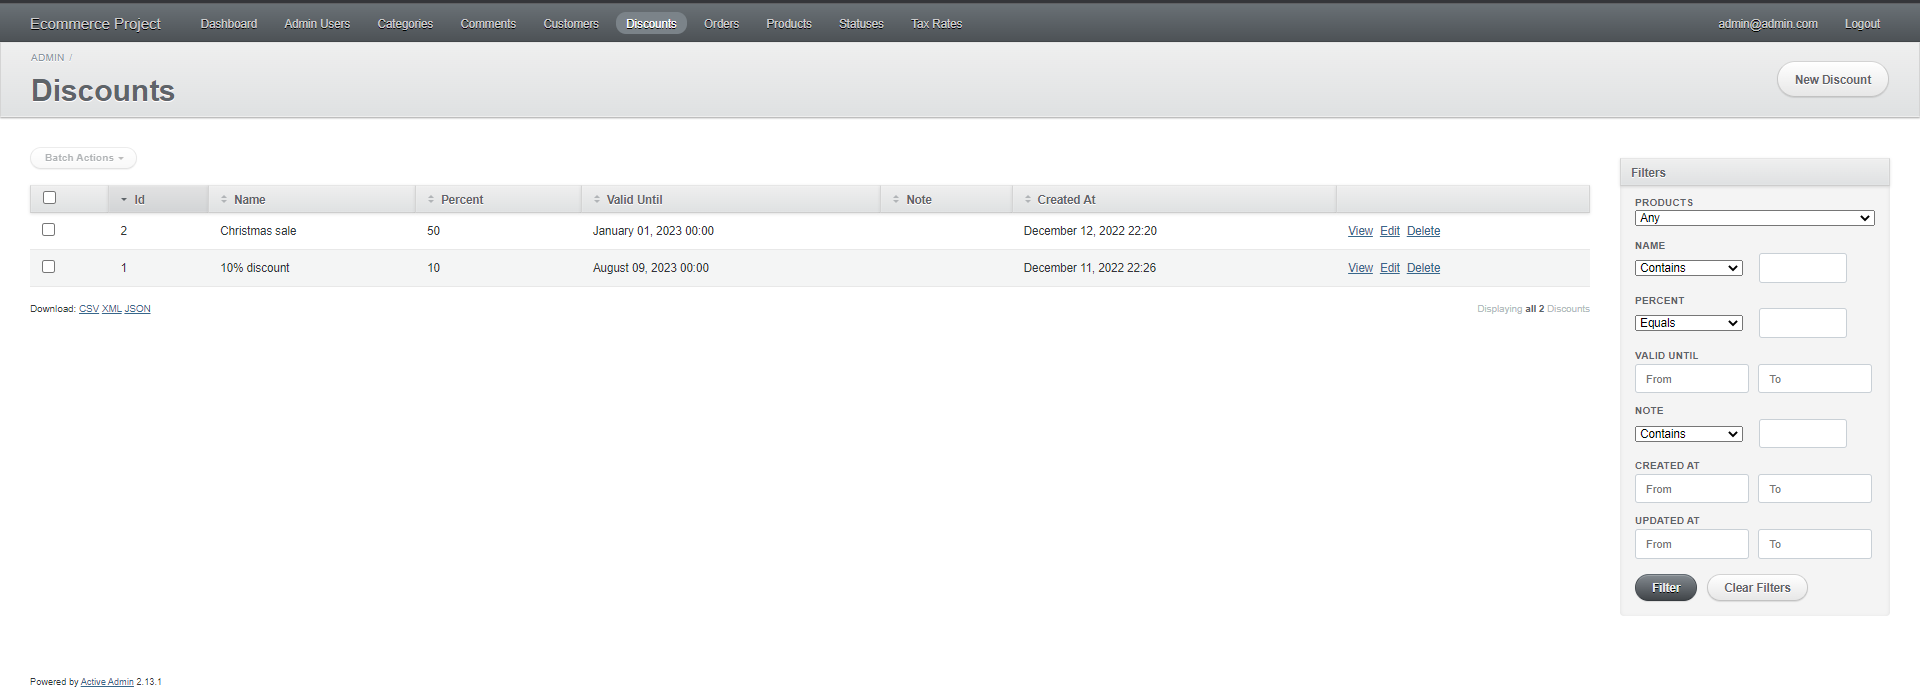 Ecommerce Project Dashboard Admin Users Categories Comments Customers Discounts Orders Products Statuses Tax Rates admin@admin.com Logout
ADMIN /
Discounts
New Discount
Batch Actions
Id Name Percent Valid Until Note Created At
2 Christmas sale 50 January 01, 2023 00:00 December 12, 2022 22:20 View Edit Delete
1 10% discount 10 August 09, 2023 00:00 December 11, 2022 22:26 View Edit Delete
Download: CSV XML JSON
Displaying all 2 Discounts
Filters
PRODUCTS
Any
NAME
Contains
PERCENT
Equals
VALID UNTIL
From To
NOTE
Contains
CREATED AT
From To
UPDATED AT
From To
Filter Clear Filters
Powered by Active Admin 2.13.1